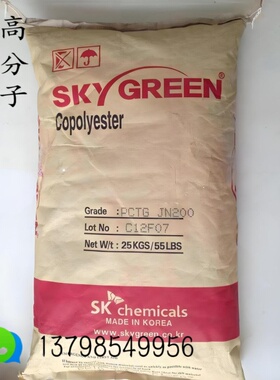 高分子
SKYGREEN®
Copolyester
Grade : PCTG JN200
Lot No : C12F07
Net W/t : 25KGS/55LBS
SK chemicals
MADE IN KOREA
www.skygreen.co.kr
13798549956